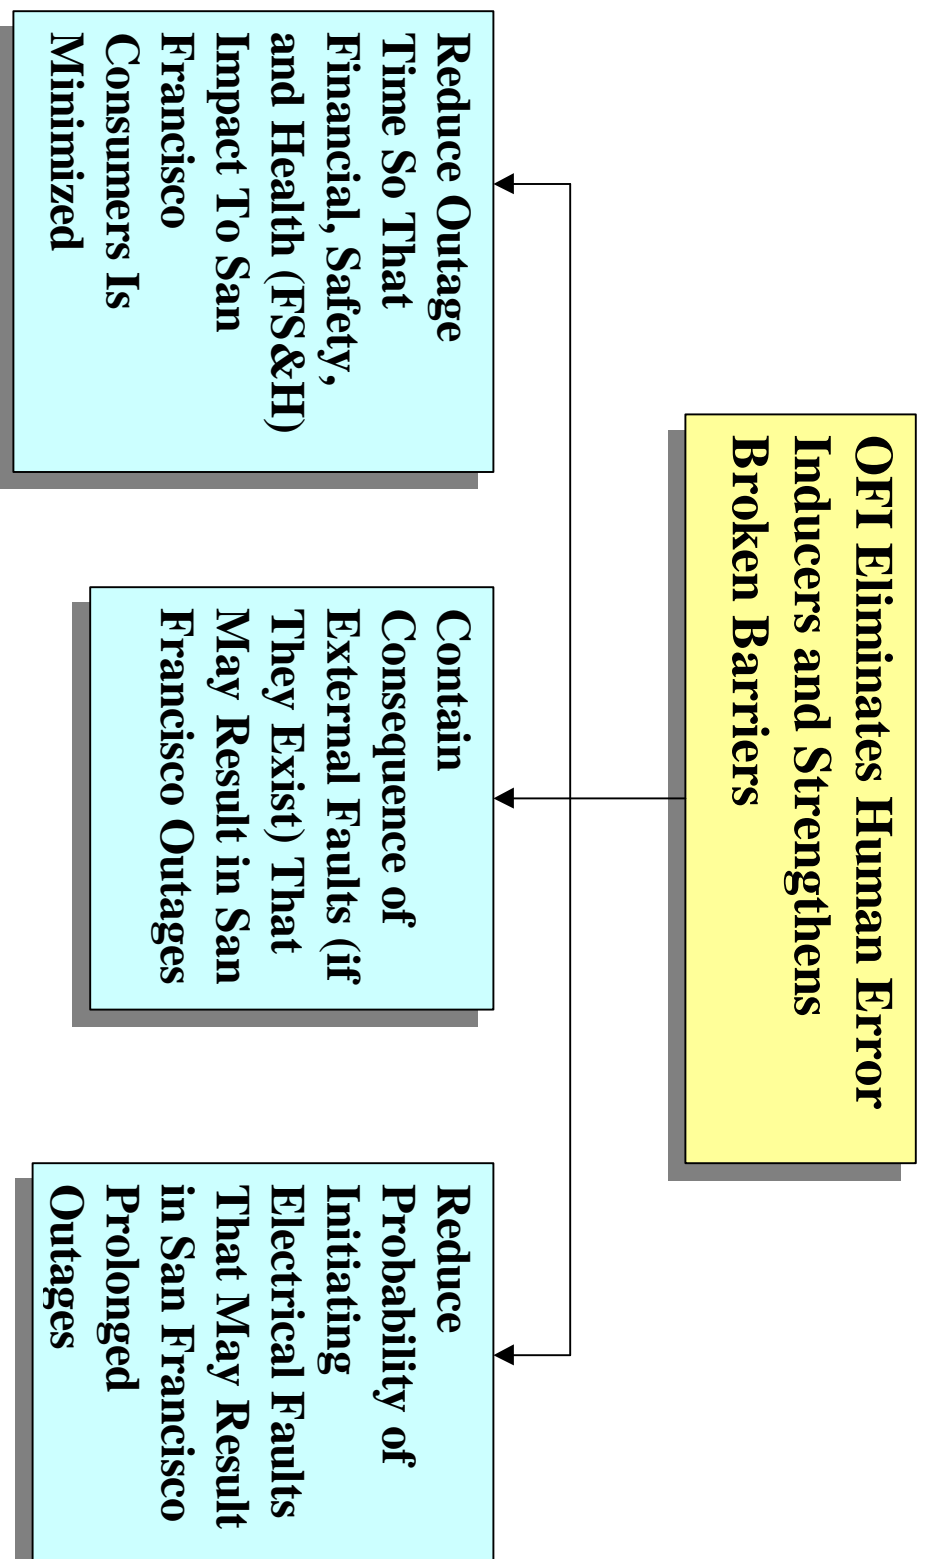 OFI Eliminates Human Error
Inducers and Strengthens
Broken Barriers
Reduce Outage
Time So That
Financial, Safety,
and Health (FS&H)
Impact To San
Francisco
Consumers Is
Minimized
Contain
Consequence of
External Faults (if
They Exist) That
May Result in San
Francisco Outages
Reduce
Probability of
Initiating
Electrical Faults
That May Result
in San Francisco
Prolonged
Outages